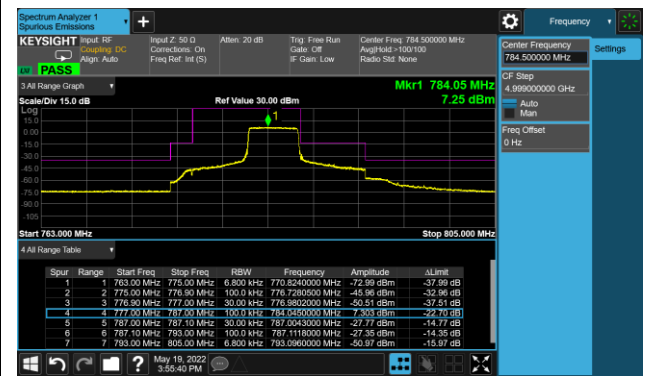 Spectrum Analyzer 1
Spurious Emissions
Frequency
KEYSIGHT Input: RF
Coupling: DC
Align: Auto
Input Z: 50 Ω
Corrections: On
Freq Ref: Int (S)
Atten: 20 dB
Trig: Free Run
Gate: Off
IF Gain: Low
Center Freq: 784.500000 MHz
Avg|Hold:>100/100
Radio Std: None
PASS
Center Frequency
784.500000 MHz
Settings
CF Step
4.999000000 GHz
Auto
Man
Freq Offset
0 Hz
3 All Range Graph
Mkr1 784.05 MHz
Scale/Div 15.0 dB
Ref Value 30.00 dBm
7.25 dBm
Log
1
15.0
0.00
-15.0
-30.0
-45.0
-60.0
-75.0
-90.0
-105
Start 763.000 MHz
Stop 805.000 MHz
4 All Range Table
Spur Range Start Freq Stop Freq RBW Frequency Amplitude ΔLimit
1 1 763.00 MHz 775.00 MHz 6.800 kHz 770.8240000 MHz -72.99 dBm -37.99 dB
2 2 775.00 MHz 776.90 MHz 100.0 kHz 776.7280500 MHz -45.96 dBm -32.96 dB
3 3 776.90 MHz 777.00 MHz 30.00 kHz 776.9802000 MHz -50.51 dBm -37.51 dB
4 4 777.00 MHz 787.00 MHz 100.0 kHz 784.0450000 MHz 7.303 dBm -22.70 dB
5 5 787.00 MHz 787.10 MHz 30.00 kHz 787.0043000 MHz -27.77 dBm -14.77 dB
6 6 787.10 MHz 793.00 MHz 100.0 kHz 787.1118000 MHz -27.35 dBm -14.35 dB
7 7 793.00 MHz 805.00 MHz 6.800 kHz 793.0960000 MHz -50.97 dBm -15.97 dB
?
May 19, 2022
3:55:40 PM